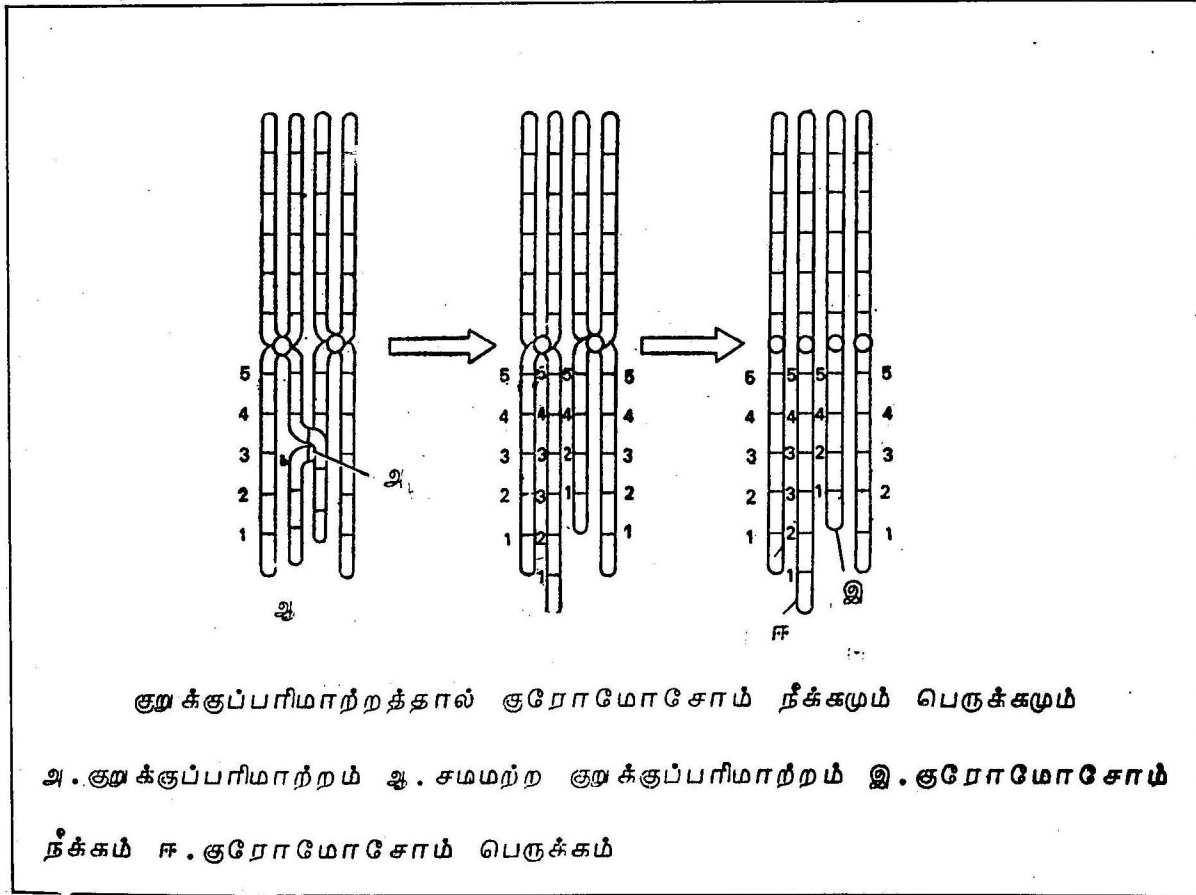 5 5 5 5 5 5 5 5 5
4 4 4 4 4 4 4 4 4
அ
3 3 3 2 3 3 3 2 3
2 2 3 1 2 2 3 1 2
1 1 2 1 1 2 1
1 1
ஆ
இ
ஈ
குறுக்குப்பரிமாற்றத்தால் குரோமோசோம் நீக்கமும் பெருக்கமும்
அ.குறுக்குப்பரிமாற்றம் ஆ.சமமற்ற குறுக்குப்பரிமாற்றம் இ.குரோமோசோம்
நீக்கம் ஈ.குரோமோசோம் பெருக்கம்